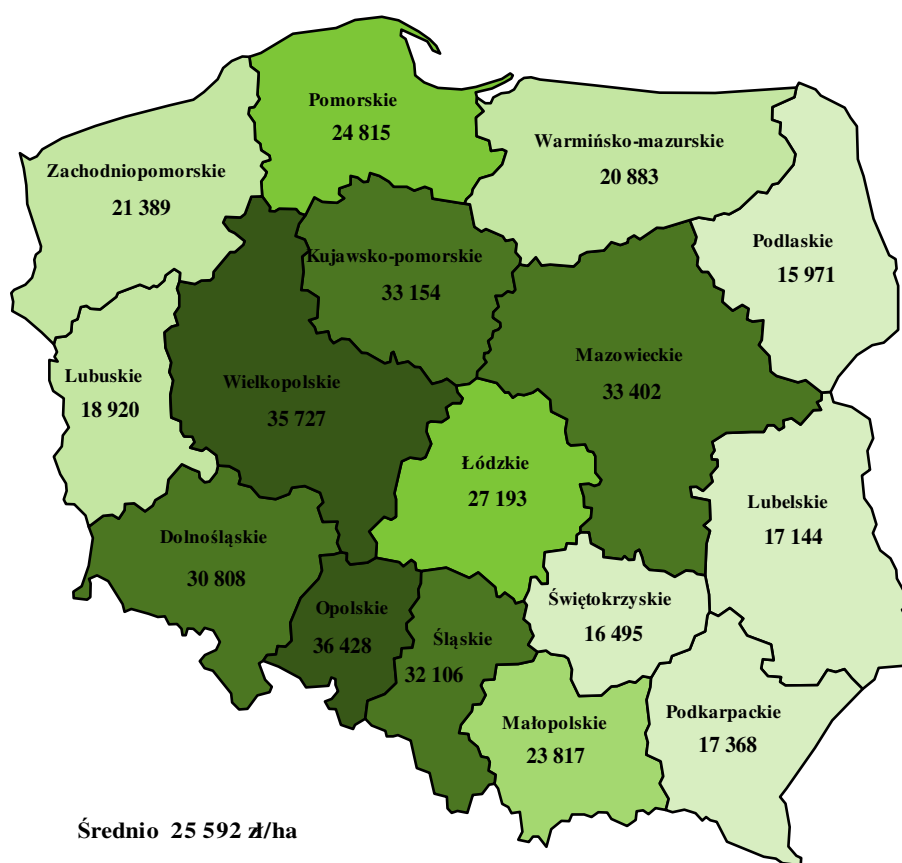 Pomorskie
24 815
Warmińsko-mazurskie
20 883
Zachodniopomorskie
21 389
Podlaskie
15 971
Kujawsko-pomorskie
33 154
Mazowieckie
33 402
Lubuskie
18 920
Wielkopolskie
35 727
Łódzkie
27 193
Lubelskie
17 144
Dolnośląskie
30 808
Świętokrzyskie
16 495
Opolskie
36 428
Śląskie
32 106
Małopolskie
23 817
Podkarpackie
17 368
Średnio 25 592 zł/ha